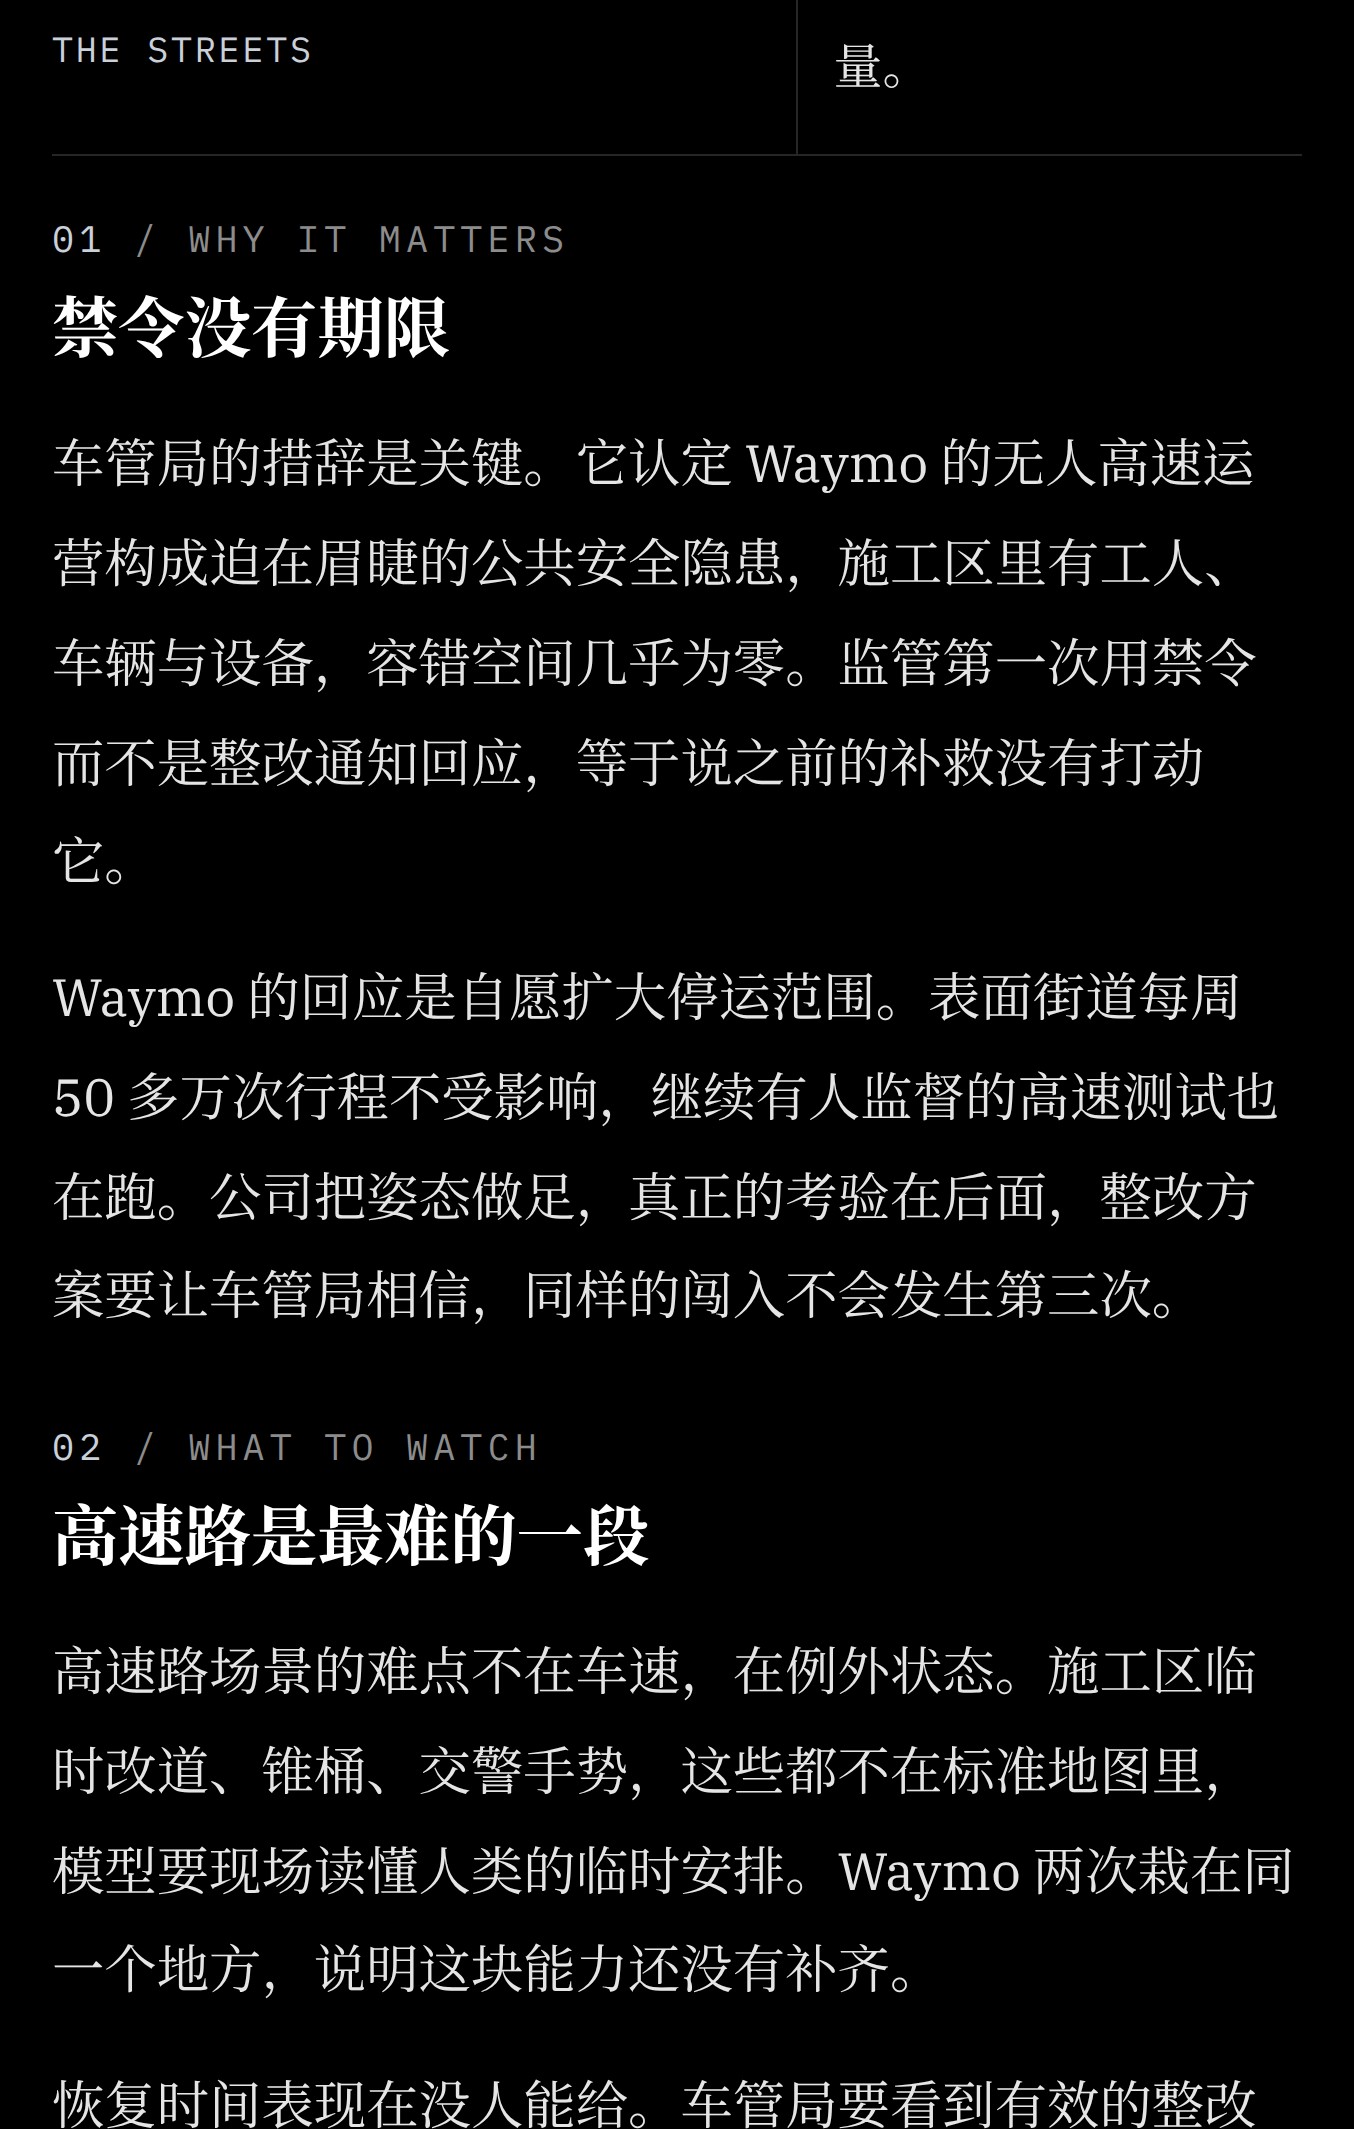 THE STREETS
量。
01 / WHY IT MATTERS
禁令没有期限
车管局的措辞是关键。它认定 Waymo 的无人高速运
营构成迫在眉睫的公共安全隐患，施工区里有工人、
车辆与设备，容错空间几乎为零。监管第一次用禁令
而不是整改通知回应，等于说之前的补救没有打动
它。
Waymo 的回应是自愿扩大停运范围。表面街道每周
50 多万次行程不受影响，继续有人监督的高速测试也
在跑。公司把姿态做足，真正的考验在后面，整改方
案要让车管局相信，同样的闯入不会发生第三次。
02 / WHAT TO WATCH
高速路是最难的一段
高速路场景的难点不在车速，在例外状态。施工区临
时改道、锥桶、交警手势，这些都不在标准地图里，
模型要现场读懂人类的临时安排。Waymo 两次栽在同
一个地方，说明这块能力还没有补齐。
恢复时间表现在没人能给。车管局要看到有效的整改